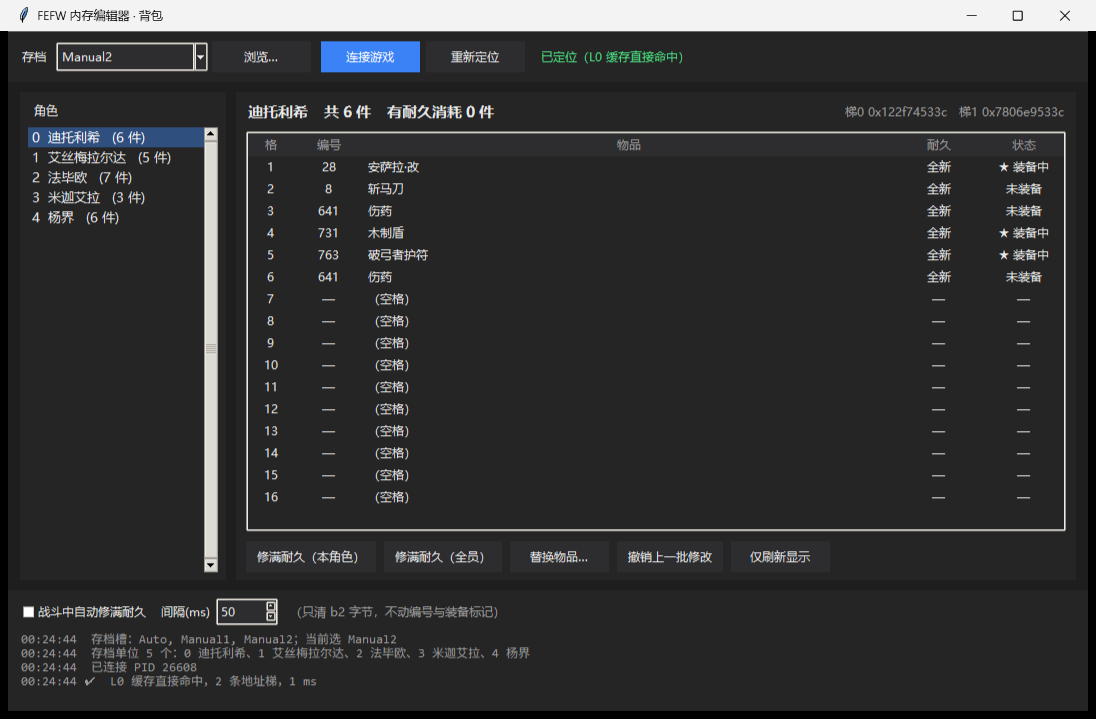 FEFW 内存编辑器 · 背包
存档 Manual2 浏览... 连接游戏 重新定位 已定位（L0 缓存直接命中）
角色
0 迪托利希 （6 件）
1 艾丝梅拉尔达 （5 件）
2 法毕欧 （7 件）
3 米迦艾拉 （3 件）
4 杨界 （6 件）
迪托利希 共 6 件 有耐久消耗 0 件 梯0 0x122f74533c 梯1 0x7806e9533c
格 编号 物品 耐久 状态
1 28 安萨拉·改 全新 ★ 装备中
2 8 斩马刀 全新 未装备
3 641 伤药 全新 未装备
4 731 木制盾 全新 ★ 装备中
5 763 破弓者护符 全新 ★ 装备中
6 641 伤药 全新 未装备
7 — （空格） — —
8 — （空格） — —
9 — （空格） — —
10 — （空格） — —
11 — （空格） — —
12 — （空格） — —
13 — （空格） — —
14 — （空格） — —
15 — （空格） — —
16 — （空格） — —
修满耐久（本角色） 修满耐久（全员） 替换物品... 撤销上一批修改 仅刷新显示
战斗中自动修满耐久 间隔(ms) 50 （只清 b2 字节，不动编号与装备标记）
00:24:44 存档槽：Auto, Manual1, Manual2；当前选 Manual2
00:24:44 存档单位 5 个：0 迪托利希、1 艾丝梅拉尔达、2 法毕欧、3 米迦艾拉、4 杨界
00:24:44 已连接 PID 26608
00:24:44 ✔ L0 缓存直接命中，2 条地址梯，1 ms